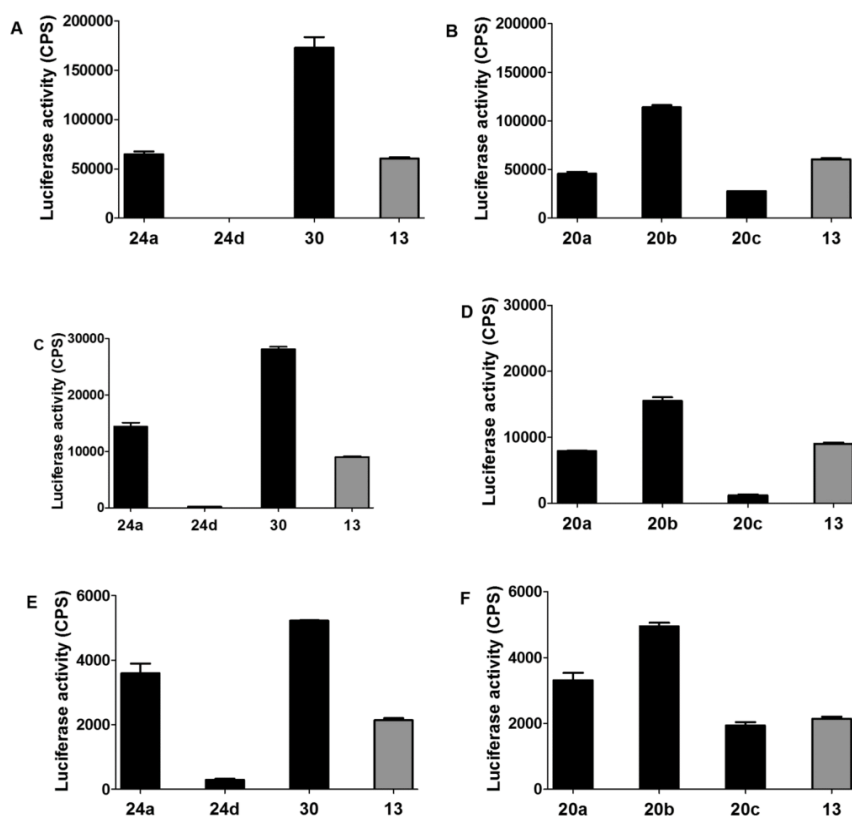 A
Luciferase activity (CPS)
200000
150000
100000
50000
0
24a 24d 30 13
B
Luciferase activity (CPS)
200000
150000
100000
50000
0
20a 20b 20c 13
C
Luciferase activity (CPS)
30000
20000
10000
0
24a 24d 30 13
D
Luciferase activity (CPS)
30000
20000
10000
0
20a 20b 20c 13
E
Luciferase activity (CPS)
6000
4000
2000
0
24a 24d 30 13
F
Luciferase activity (CPS)
6000
4000
2000
0
20a 20b 20c 13